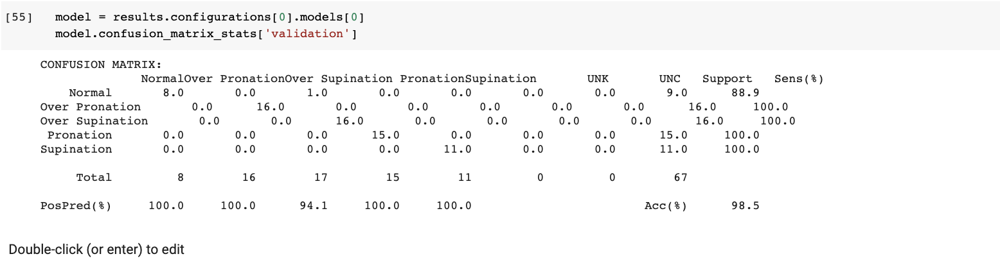 [55] model = results.configurations[0].models[0]
model.confusion_matrix_stats['validation']
CONFUSION MATRIX:
NormalOver PronationOver Supination PronationSupination UNK UNC Support Sens(%)
Normal 8.0 0.0 1.0 0.0 0.0 0.0 0.0 9.0 88.9
Over Pronation 0.0 16.0 0.0 0.0 0.0 0.0 0.0 16.0 100.0
Over Supination 0.0 0.0 16.0 0.0 0.0 0.0 0.0 16.0 100.0
Pronation 0.0 0.0 0.0 15.0 0.0 0.0 0.0 15.0 100.0
Supination 0.0 0.0 0.0 0.0 11.0 0.0 0.0 11.0 100.0
Total 8 16 17 15 11 0 0 67
PosPred(%) 100.0 100.0 94.1 100.0 100.0 Acc(%) 98.5
Double-click (or enter) to edit